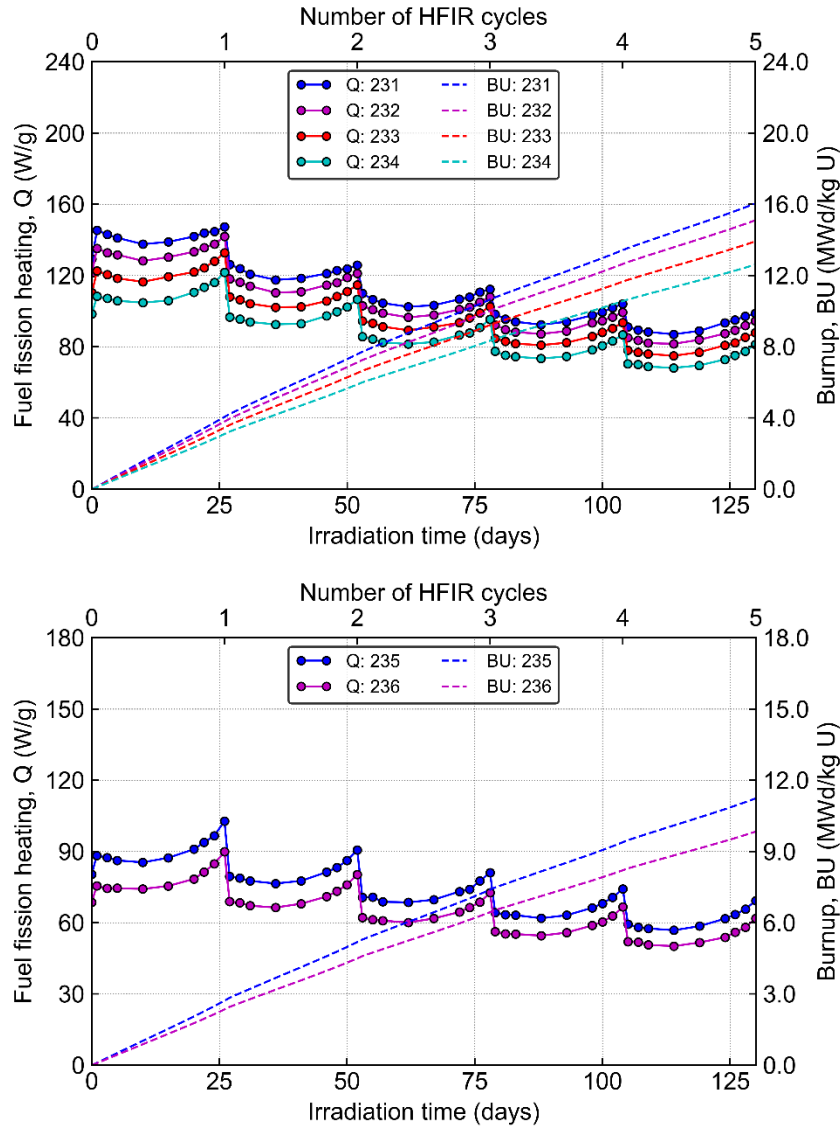 Number of HFIR cycles
0 1 2 3 4 5
240 24.0
200 20.0
160 16.0
120 12.0
80 8.0
40 4.0
0 0.0
Fuel fission heating, Q (W/g)
Burnup, BU (MWd/kg U)
Q: 231 BU: 231
Q: 232 BU: 232
Q: 233 BU: 233
Q: 234 BU: 234
0 25 50 75 100 125
Irradiation time (days)
Number of HFIR cycles
0 1 2 3 4 5
180 18.0
150 15.0
120 12.0
90 9.0
60 6.0
30 3.0
0 0.0
Fuel fission heating, Q (W/g)
Burnup, BU (MWd/kg U)
Q: 235 BU: 235
Q: 236 BU: 236
0 25 50 75 100 125
Irradiation time (days)